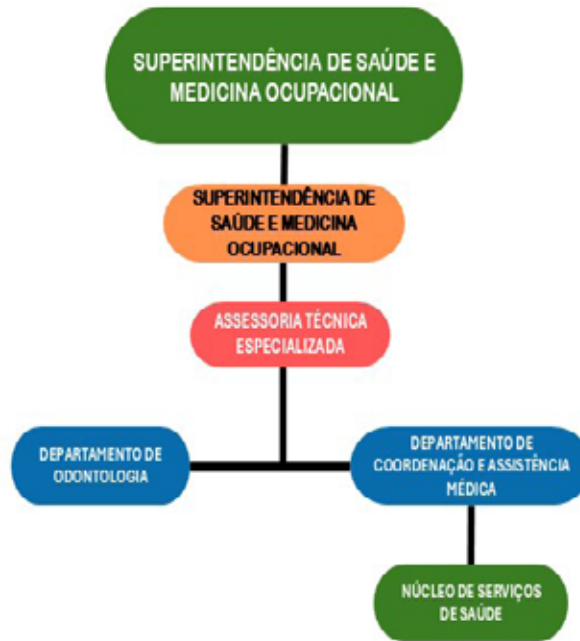 SUPERINTENDÊNCIA DE SAÚDE E
MEDICINA OCUPACIONAL
SUPERINTENDÊNCIA DE
SAÚDE E MEDICINA
OCUPACIONAL
ASSESSORIA TÉCNICA
ESPECIALIZADA
DEPARTAMENTO DE
ODONTOLOGIA
DEPARTAMENTO DE
COORDENAÇÃO E ASSISTÊNCIA
MÉDICA
NÚCLEO DE SERVIÇOS
DE SAÚDE